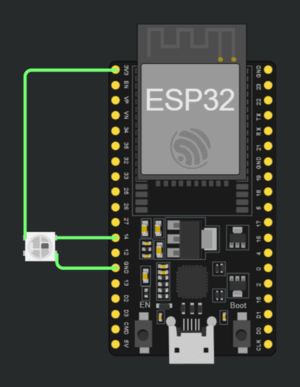 ESP32
3V3
EN
VP
VN
34
35
32
33
25
26
27
14
12
GND
13
D2
D3
CMD
5V
GND
23
22
TX
RX
21
GND
19
18
5
17
16
4
0
2
15
D1
D0
CLK
EN
Boot